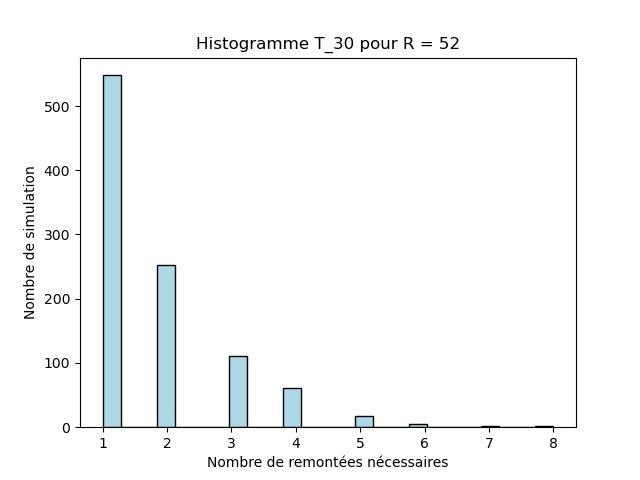 Histogramme T_30 pour R = 52
Nombre de simulation
500
400
300
200
100
0
1 2 3 4 5 6 7 8
Nombre de remontées nécessaires